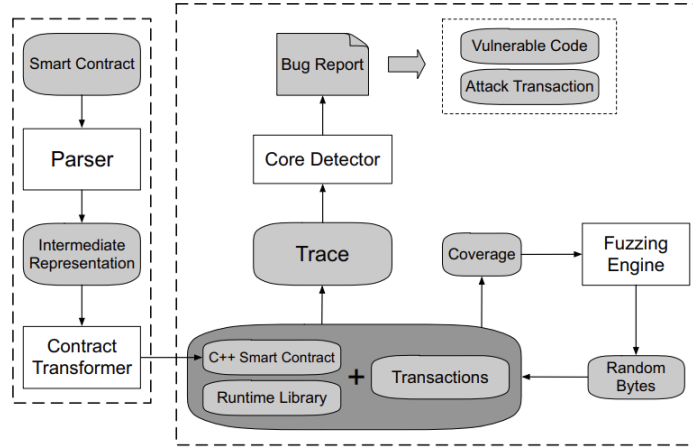 Smart Contract
Parser
Intermediate
Representation
Contract
Transformer
Bug Report
Vulnerable Code
Attack Transaction
Core Detector
Trace
Coverage
Fuzzing
Engine
C++ Smart Contract
Runtime Library
+
Transactions
Random
Bytes